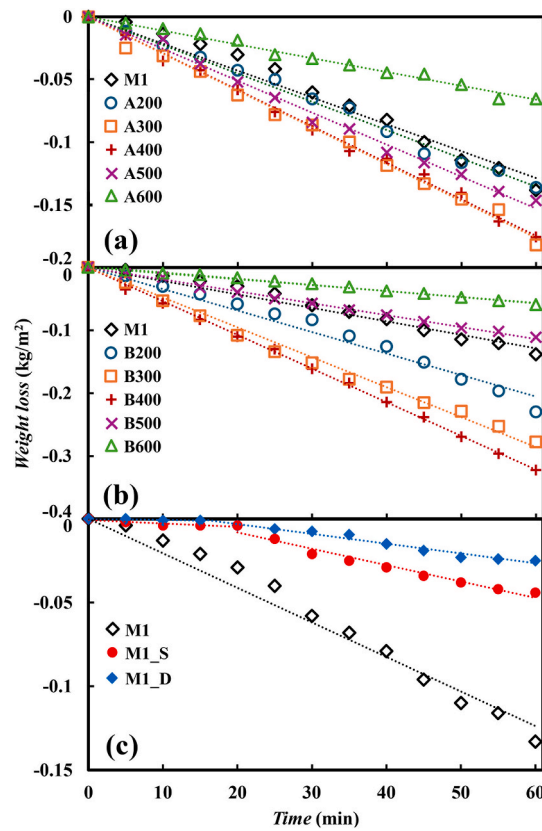 0
-0.05
-0.1
-0.15
-0.2
M1
A200
A300
A400
A500
A600
(a)
0
-0.1
-0.2
-0.3
-0.4
M1
B200
B300
B400
B500
B600
(b)
Weight loss (kg/m²)
0
-0.05
-0.1
-0.15
M1
M1_S
M1_D
(c)
0 10 20 30 40 50 60
Time (min)